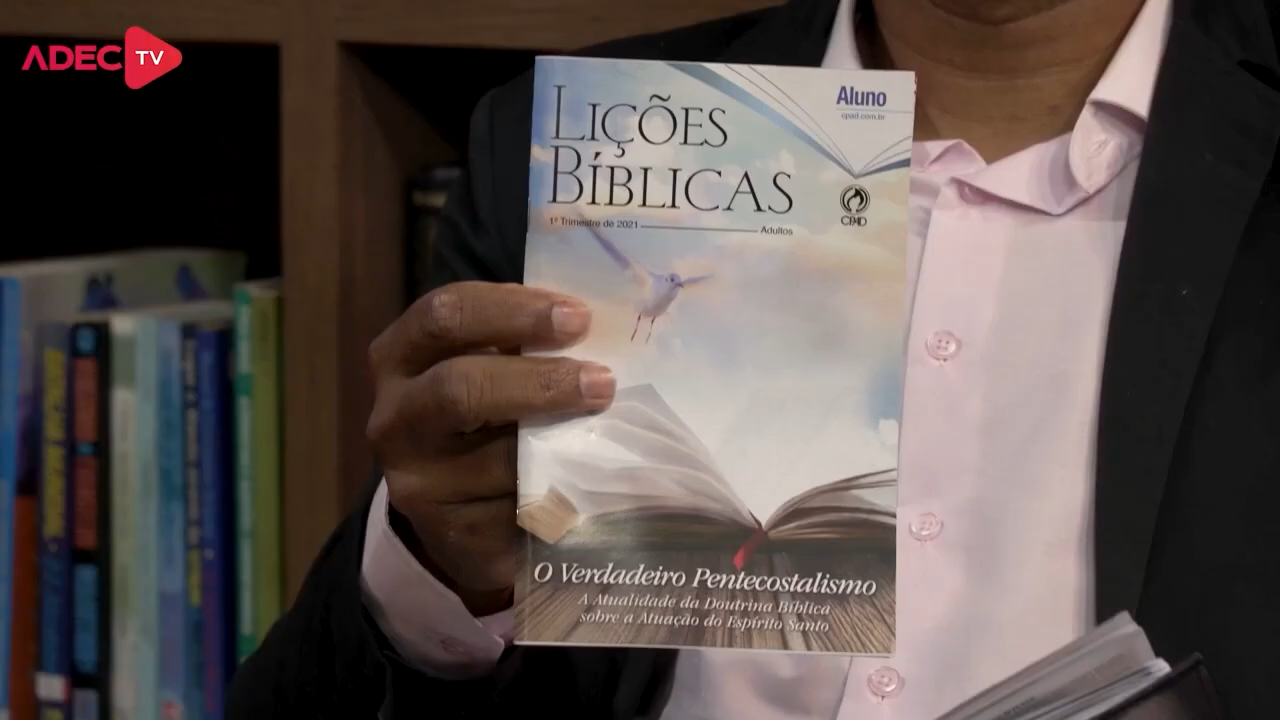 ADEC TV
Aluno
cpad.com.br
LIÇÕES
BÍBLICAS
CPAD
1º Trimestre de 2021 Adultos
O Verdadeiro Pentecostalismo
A Atualidade da Doutrina Bíblica
sobre a Atuação do Espírito Santo